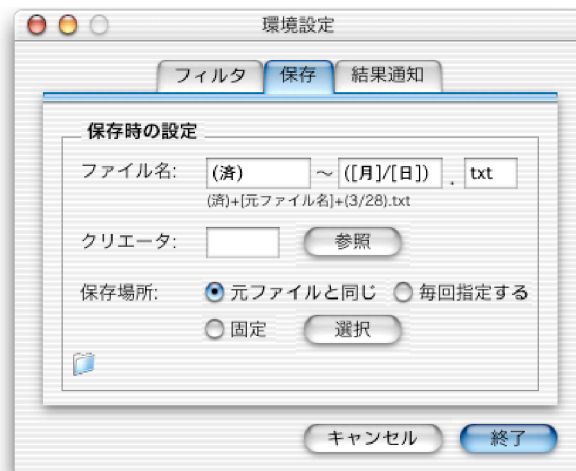 環境設定
フィルタ 保存 結果通知
保存時の設定
ファイル名: (済) ～ ([月]/[日]) . txt
(済)+[元ファイル名]+(3/28).txt
クリエータ: 参照
保存場所: 元ファイルと同じ 毎回指定する
固定 選択
キャンセル 終了